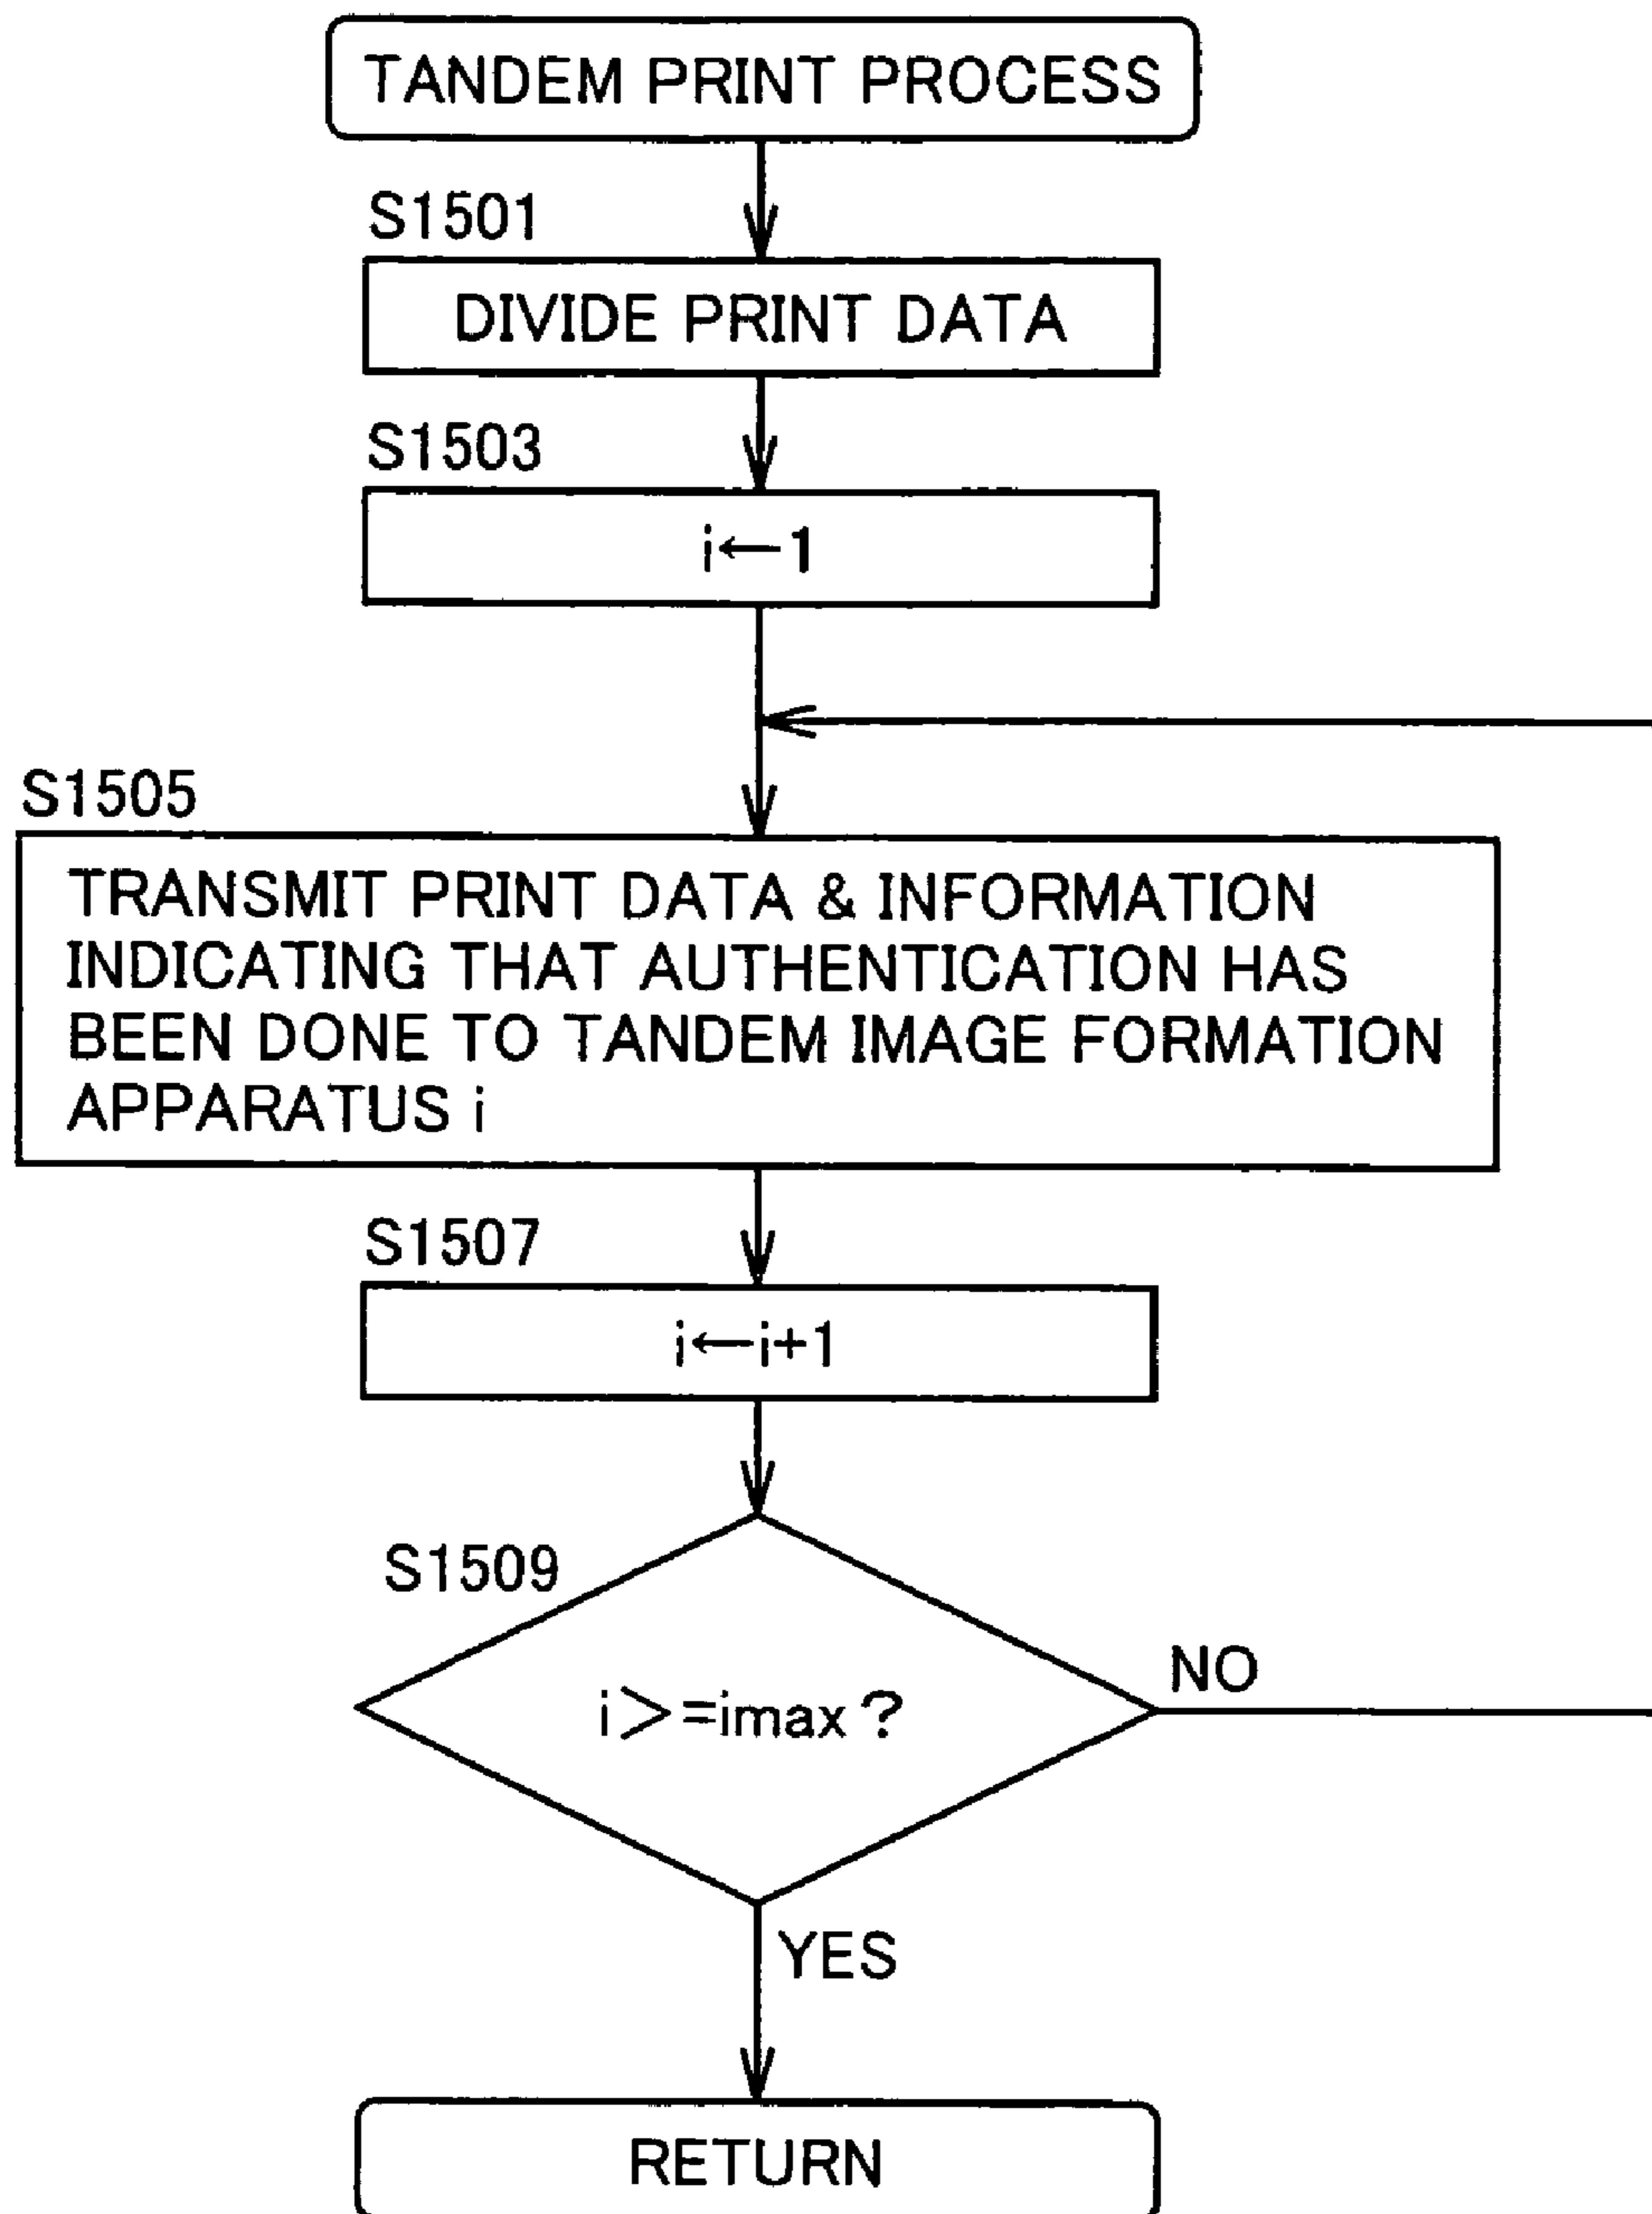 TANDEM PRINT PROCESS
S1501
DIVIDE PRINT DATA
S1503
i←1
S1505
TRANSMIT PRINT DATA & INFORMATION
INDICATING THAT AUTHENTICATION HAS
BEEN DONE TO TANDEM IMAGE FORMATION
APPARATUS i
S1507
i←i+1
S1509
i>=imax?
NO
YES
RETURN